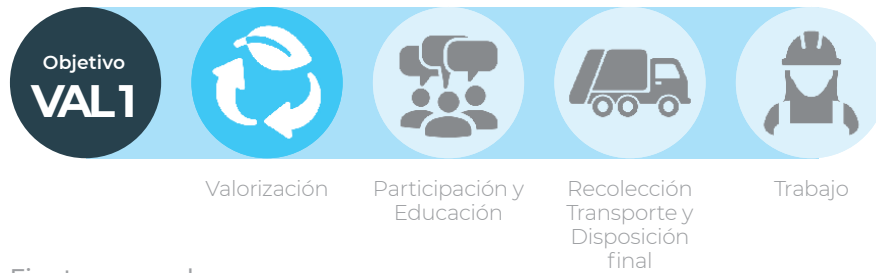 Objetivo
VAL1
Valorización
Participación y
Educación
Recolección
Transporte y
Disposición
final
Trabajo